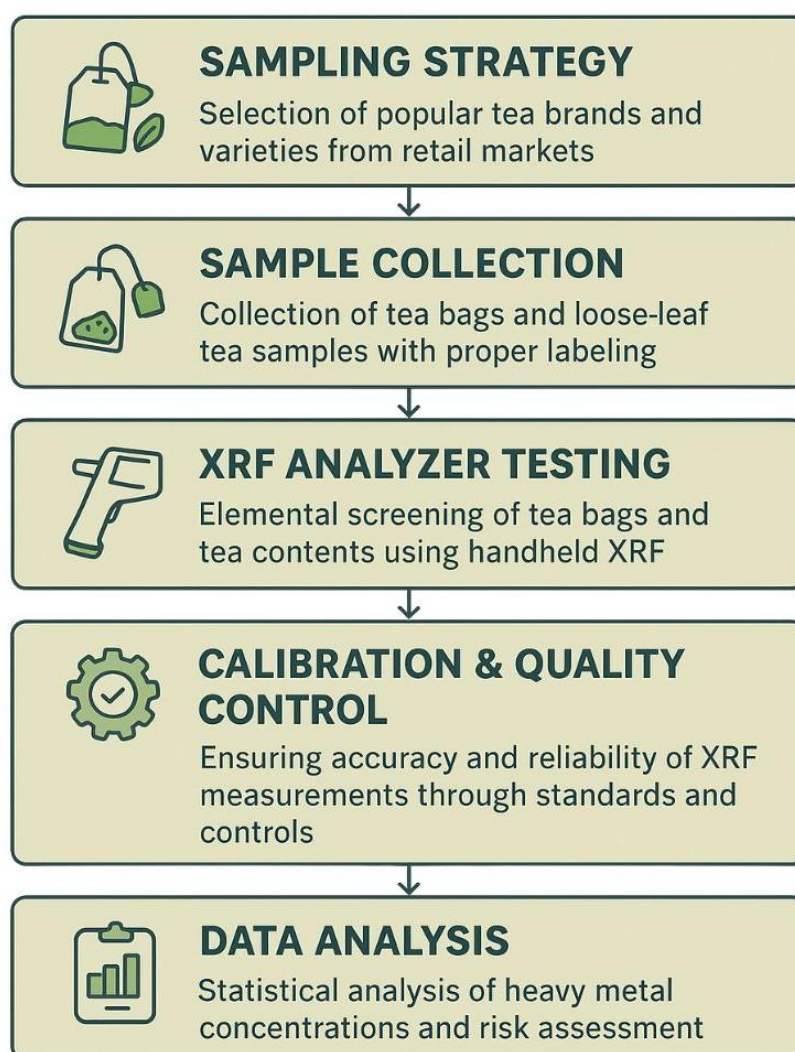 SAMPLING STRATEGY
Selection of popular tea brands and
varieties from retail markets
SAMPLE COLLECTION
Collection of tea bags and loose-leaf
tea samples with proper labeling
XRF ANALYZER TESTING
Elemental screening of tea bags and
tea contents using handheld XRF
CALIBRATION & QUALITY
CONTROL
Ensuring accuracy and reliability of XRF
measurements through standards and
controls
DATA ANALYSIS
Statistical analysis of heavy metal
concentrations and risk assessment